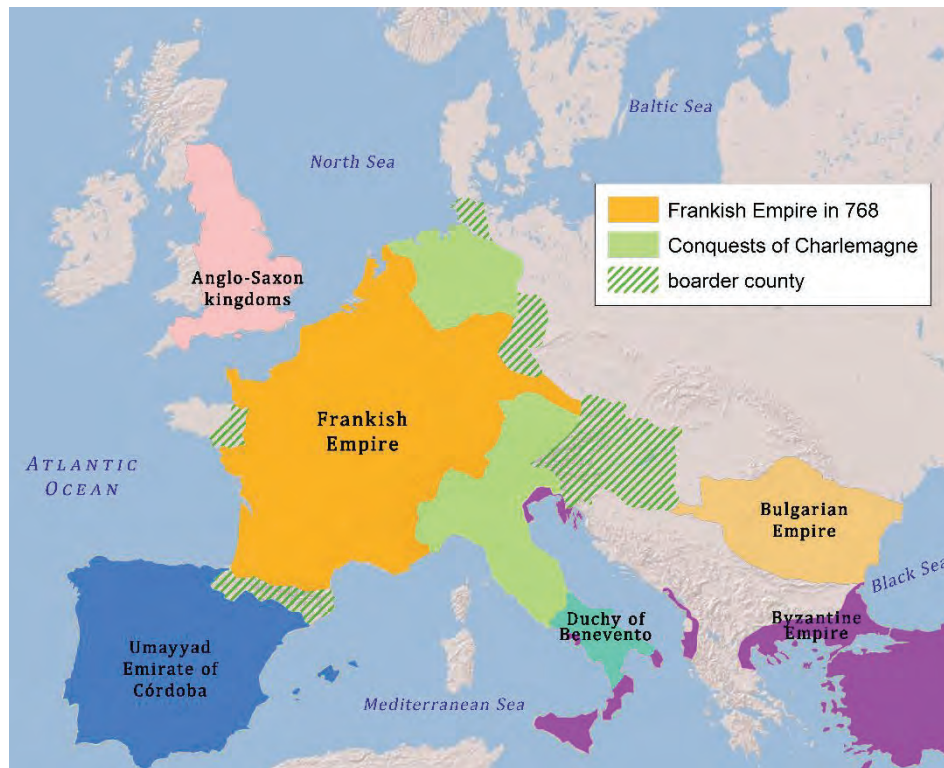 Baltic Sea
North Sea
Frankish Empire in 768
Conquests of Charlemagne
boarder county
Anglo-Saxon
kingdoms
Frankish
Empire
ATLANTIC
OCEAN
Bulgarian
Empire
Black Sea
Duchy of
Benevento
Byzantine
Empire
Umayyad
Emirate of
Córdoba
Mediterranean Sea